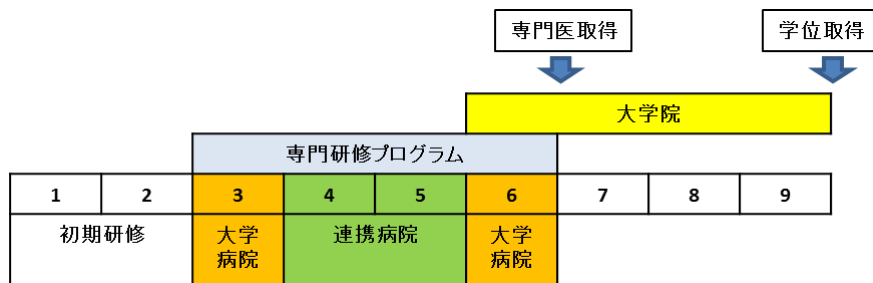 専門医取得
学位取得
大学院
専門研修プログラム
1 2 3 4 5 6 7 8 9
初期研修
大学
病院
連携病院
大学
病院